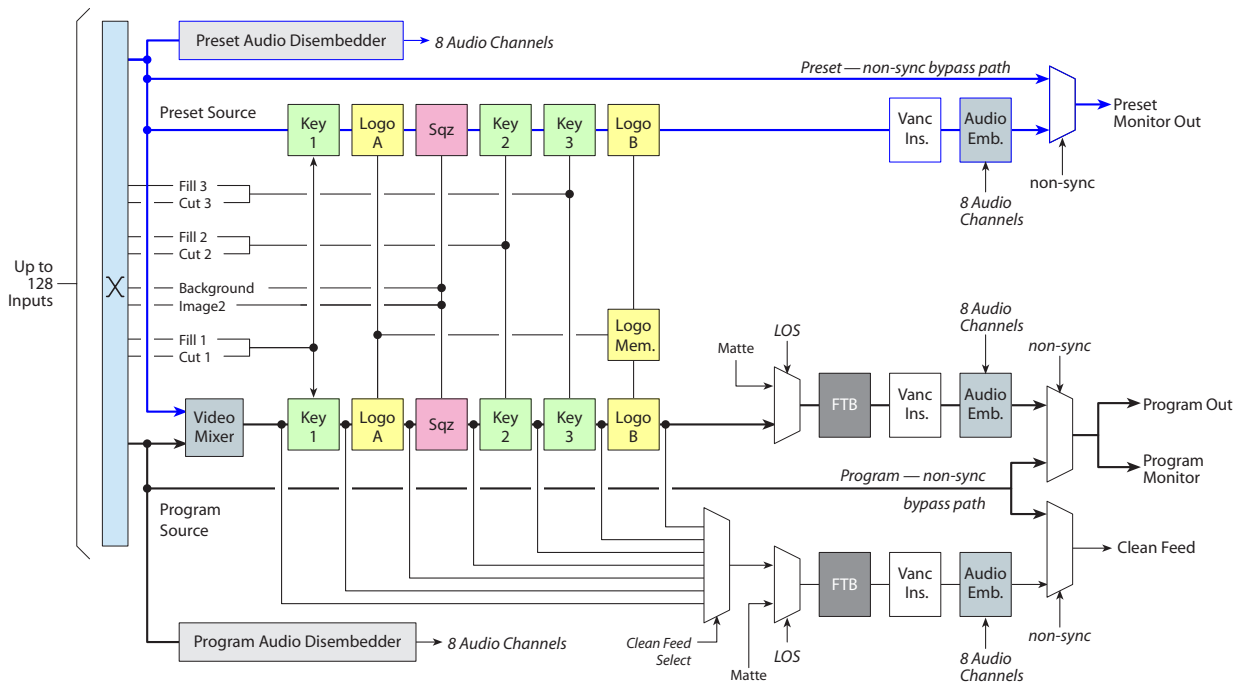 Preset Audio Disembedder
8 Audio Channels
Preset — non-sync bypass path
Preset
Monitor Out
Preset Source
Key
1
Logo
A
Sqz
Key
2
Key
3
Logo
B
Vanc
Ins.
Audio
Emb.
non-sync
8 Audio
Channels
Fill 3
Cut 3
Fill 2
Cut 2
Up to
128
Inputs
Background
Image2
Fill 1
Cut 1
Logo
Mem.
Matte
LOS
8 Audio
Channels
non-sync
Video
Mixer
Key
1
Logo
A
Sqz
Key
2
Key
3
Logo
B
FTB
Vanc
Ins.
Audio
Emb.
Program Out
Program
Monitor
Program — non-sync
bypass path
Program
Source
Clean Feed
FTB
Vanc
Ins.
Audio
Emb.
Program Audio Disembedder
8 Audio Channels
Clean Feed
Select
Matte
LOS
8 Audio
Channels
non-sync